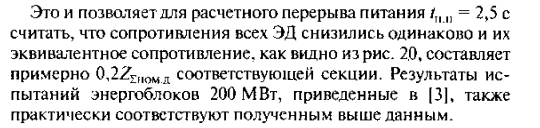 Это и позволяет для расчетного перерыва питания tп.п = 2,5 с
считать, что сопротивления всех ЭД снизились одинаково и их
эквивалентное сопротивление, как видно из рис. 20, составляет
примерно 0,2ZΣном.д соответствующей секции. Результаты ис-
пытаний энергоблоков 200 МВт, приведенные в [3], также
практически соответствуют полученным выше данным.